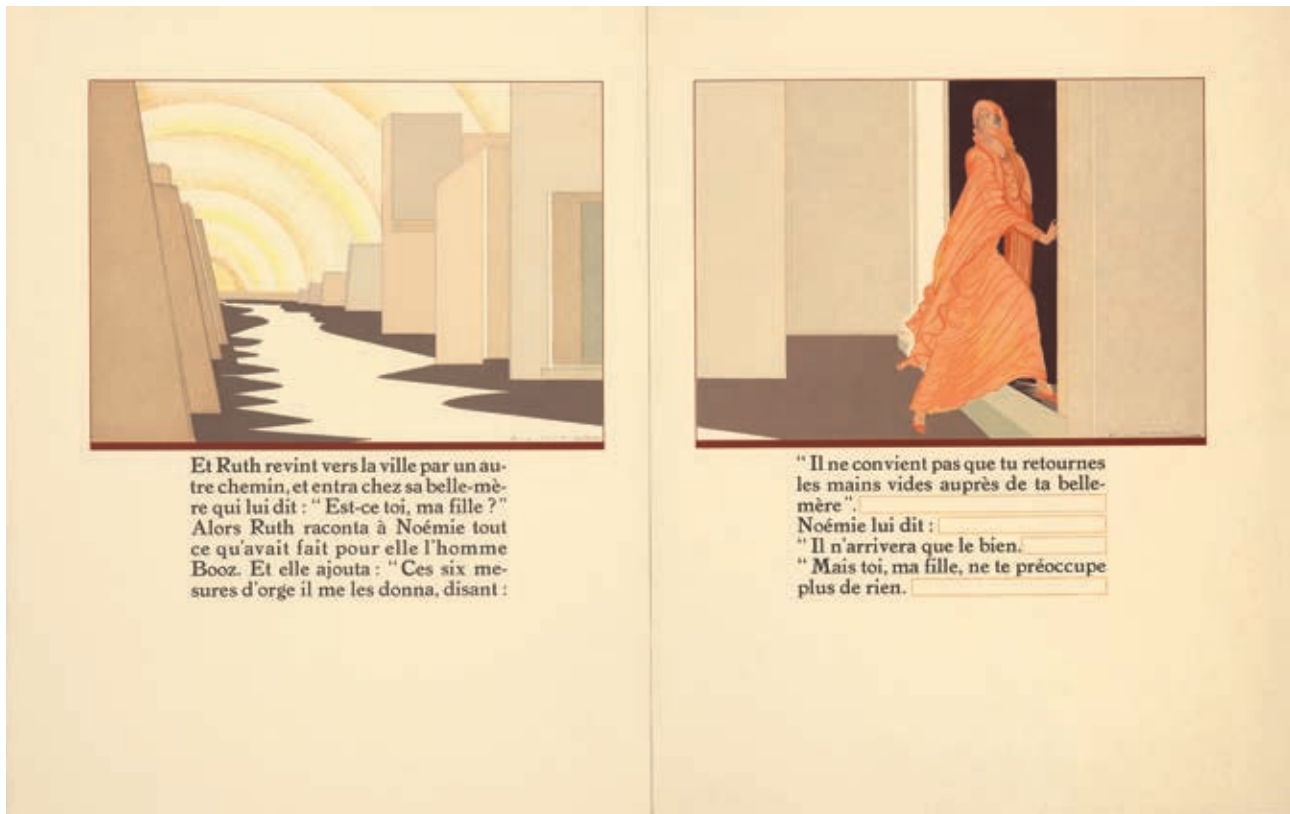 Et Ruth revint vers la ville par un au-
tre chemin, et entra chez sa belle-mè-
re qui lui dit : “ Est-ce toi, ma fille ? ”
Alors Ruth raconta à Noémie tout
ce qu'avait fait pour elle l'homme
Booz. Et elle ajouta : “ Ces six me-
sures d'orge il me les donna, disant :
“ Il ne convient pas que tu retournes
les mains vides auprès de ta belle-
mère ”.
Noémie lui dit :
“ Il n'arrivera que le bien.
“ Mais toi, ma fille, ne te préoccupe
plus de rien.